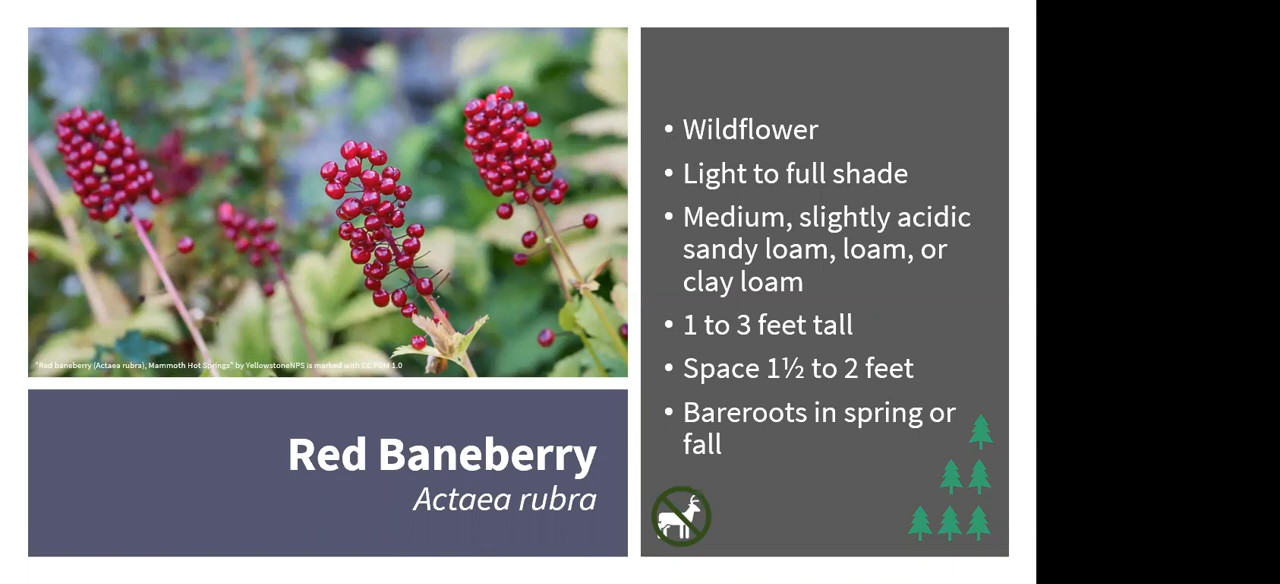 "Red baneberry (Actaea rubra), Mammoth Hot Springs" by YellowstoneNPS is marked with CC PDM 1.0
Red Baneberry
Actaea rubra
• Wildflower
• Light to full shade
• Medium, slightly acidic
sandy loam, loam, or
clay loam
• 1 to 3 feet tall
• Space 1½ to 2 feet
• Bareroots in spring or
fall